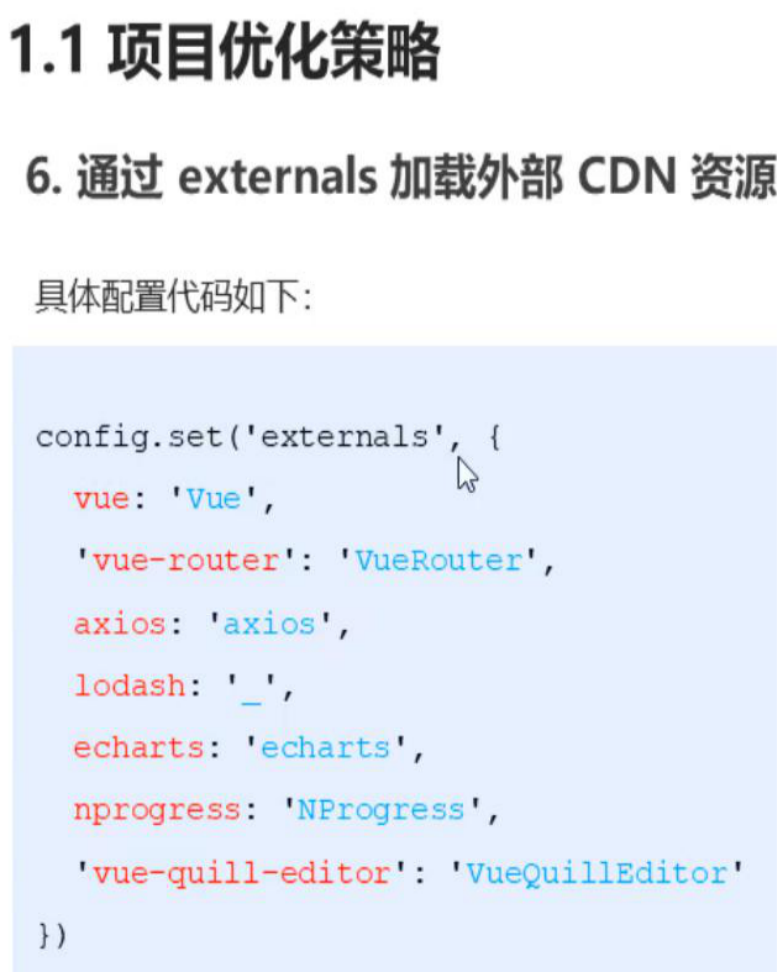 1.1 项目优化策略
6. 通过 externals 加载外部 CDN 资源
具体配置代码如下：
config.set('externals', {
vue: 'Vue',
'vue-router': 'VueRouter',
axios: 'axios',
lodash: '_',
echarts: 'echarts',
nprogress: 'NProgress',
'vue-quill-editor': 'VueQuillEditor'
})